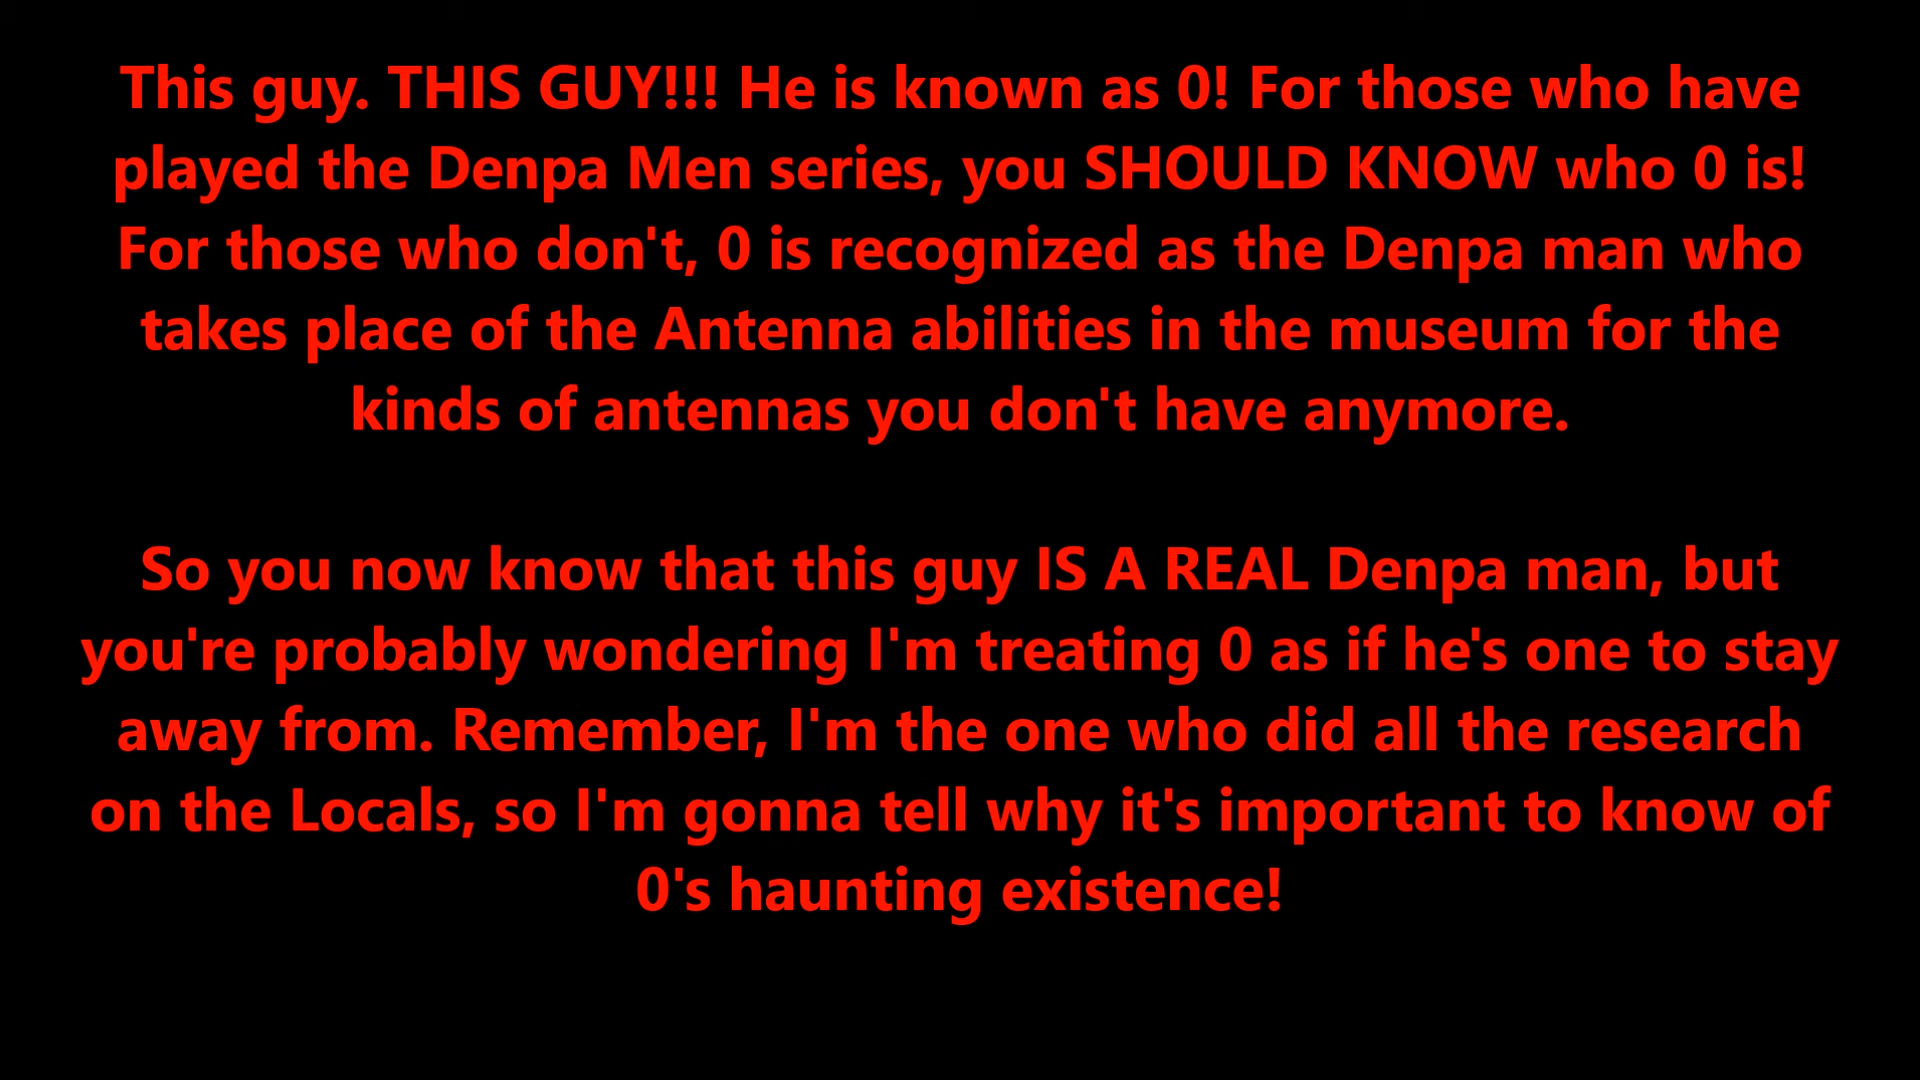 This guy. THIS GUY!!! He is known as 0! For those who have
played the Denpa Men series, you SHOULD KNOW who 0 is!
For those who don't, 0 is recognized as the Denpa man who
takes place of the Antenna abilities in the museum for the
kinds of antennas you don't have anymore.
So you now know that this guy IS A REAL Denpa man, but
you're probably wondering I'm treating 0 as if he's one to stay
away from. Remember, I'm the one who did all the research
on the Locals, so I'm gonna tell why it's important to know of
0's haunting existence!